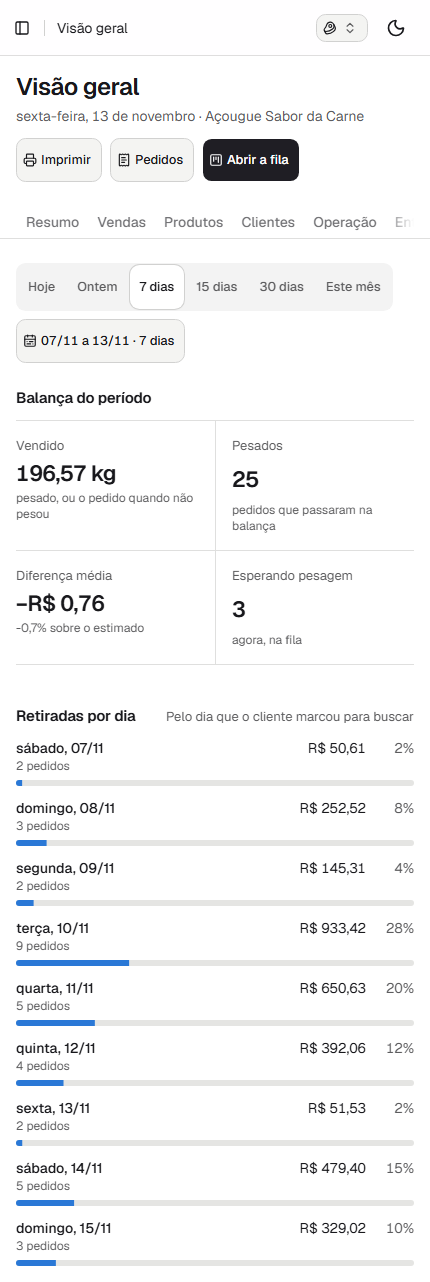 Visão geral
Visão geral
sexta-feira, 13 de novembro · Açougue Sabor da Carne
Imprimir
Pedidos
Abrir a fila
Resumo Vendas Produtos Clientes Operação
Hoje Ontem 7 dias 15 dias 30 dias Este mês
07/11 a 13/11 · 7 dias
Balança do período
Vendido
196,57 kg
pesado, ou o pedido quando não
pesou
Pesados
25
pedidos que passaram na
balança
Diferença média
−R$ 0,76
-0,7% sobre o estimado
Esperando pesagem
3
agora, na fila
Retiradas por dia Pelo dia que o cliente marcou para buscar
sábado, 07/11 R$ 50,61 2%
2 pedidos
domingo, 08/11 R$ 252,52 8%
3 pedidos
segunda, 09/11 R$ 145,31 4%
2 pedidos
terça, 10/11 R$ 933,42 28%
9 pedidos
quarta, 11/11 R$ 650,63 20%
5 pedidos
quinta, 12/11 R$ 392,06 12%
4 pedidos
sexta, 13/11 R$ 51,53 2%
2 pedidos
sábado, 14/11 R$ 479,40 15%
5 pedidos
domingo, 15/11 R$ 329,02 10%
3 pedidos